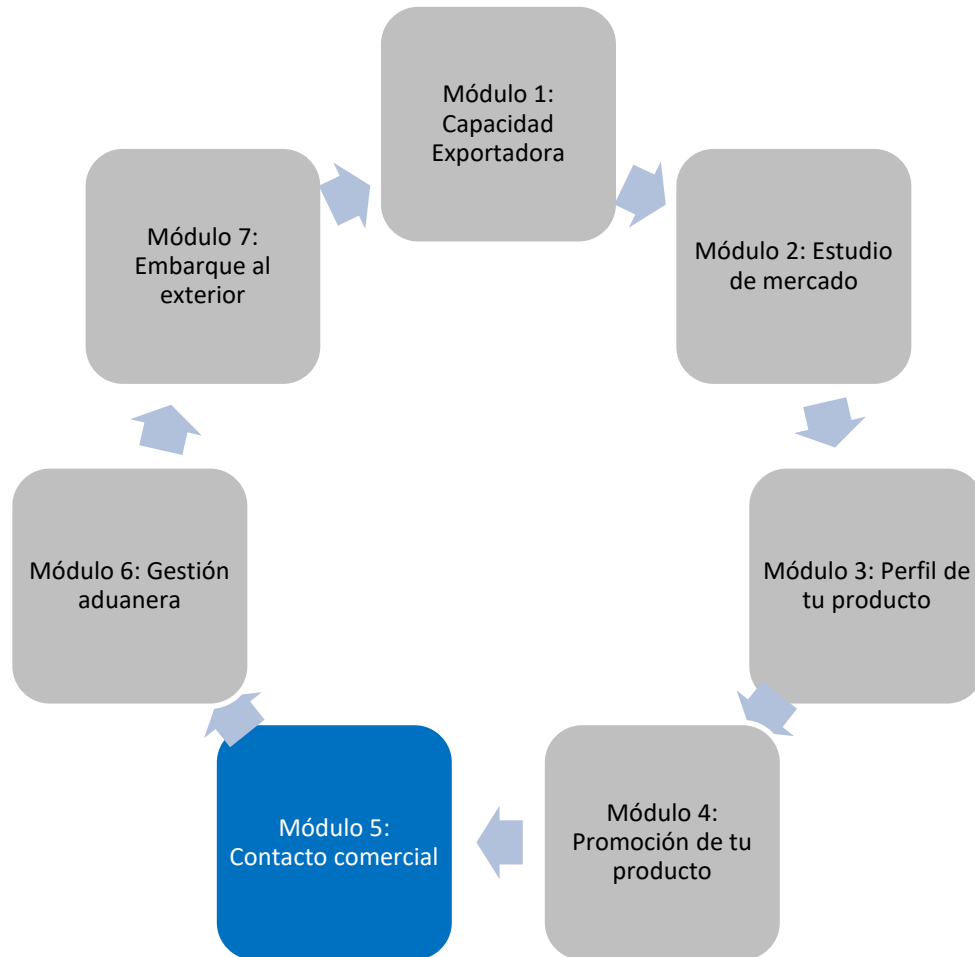 Módulo 1:
Capacidad
Exportadora
Módulo 2: Estudio
de mercado
Módulo 3: Perfil de
tu producto
Módulo 4:
Promoción de tu
producto
Módulo 5:
Contacto comercial
Módulo 6: Gestión
aduanera
Módulo 7:
Embarque al
exterior